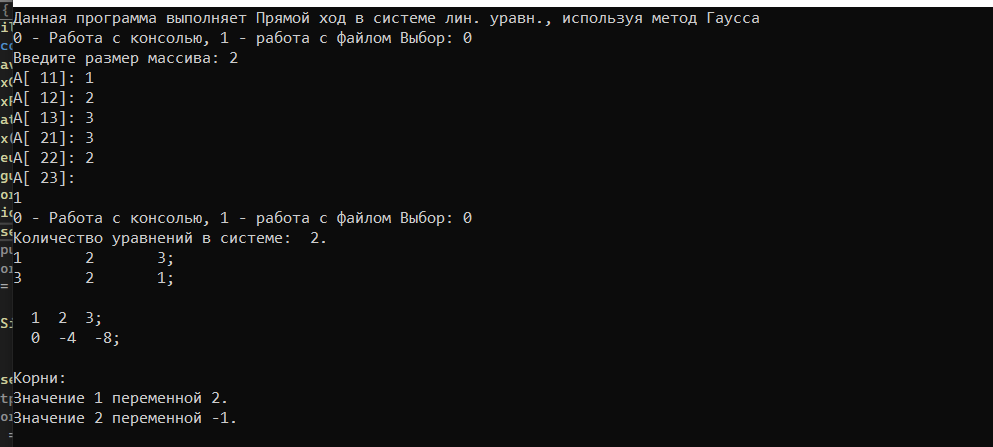 Данная программа выполняет Прямой ход в системе лин. уравн., используя метод Гаусса
0 - Работа с консолью, 1 - работа с файлом Выбор: 0
Введите размер массива: 2
A[ 11]: 1
A[ 12]: 2
A[ 13]: 3
A[ 21]: 3
A[ 22]: 2
A[ 23]:
1
0 - Работа с консолью, 1 - работа с файлом Выбор: 0
Количество уравнений в системе:  2.
1 2 3;
3 2 1;
1 2 3;
0 -4 -8;
Корни:
Значение 1 переменной 2.
Значение 2 переменной -1.